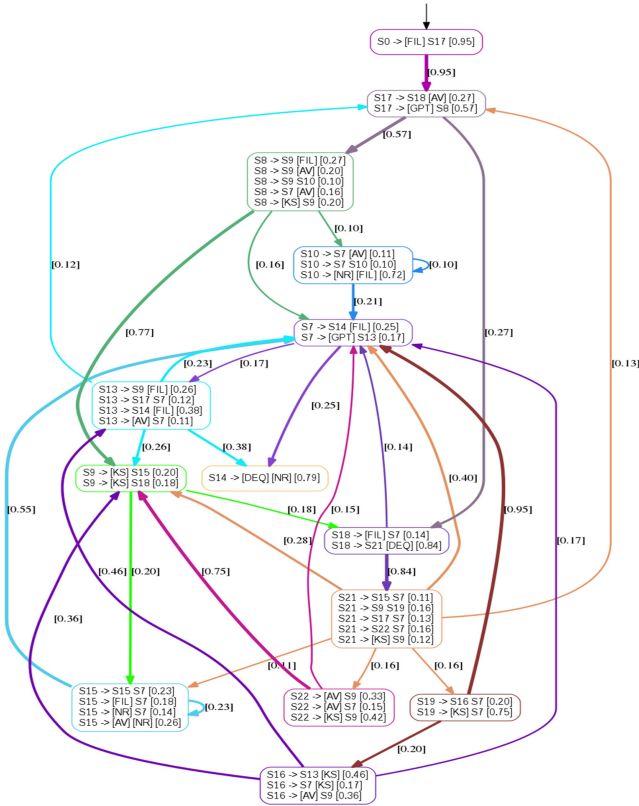 S0 -> [FIL] S17 [0.95]
[0.95]
S17 -> S18 [AV] [0.27]
S17 -> [GPT] S8 [0.57]
[0.57]
S8 -> S9 [FIL] [0.27]
S8 -> S9 [AV] [0.20]
S8 -> S9 S10 [0.10]
S8 -> S7 [AV] [0.16]
S8 -> [KS] S9 [0.20]
[0.10]
S10 -> S7 [AV] [0.11]
S10 -> S7 S10 [0.10]
S10 -> [NR] [FIL] [0.72]
[0.12]
[0.16]
[0.10]
[0.21]
[0.77]
S7 -> S14 [FIL] [0.25]
S7 -> [GPT] S13 [0.17]
[0.27]
[0.23]
[0.17]
[0.13]
S13 -> S9 [FIL] [0.26]
S13 -> S17 S7 [0.12]
S13 -> S14 [FIL] [0.38]
S13 -> [AV] S7 [0.11]
[0.25]
[0.26]
[0.38]
[0.14]
S9 -> [KS] S15 [0.20]
S9 -> [KS] S18 [0.18]
S14 -> [DEQ] [NR] [0.79]
[0.40]
[0.55]
[0.18]
[0.15]
[0.95]
S18 -> [FIL] S7 [0.14]
S18 -> S21 [DEQ] [0.84]
[0.28]
[0.17]
[0.46]
[0.20]
[0.75]
[0.84]
S21 -> S15 S7 [0.11]
S21 -> S9 S19 [0.16]
S21 -> S17 S7 [0.13]
S21 -> S22 S7 [0.16]
S21 -> [KS] S9 [0.12]
[0.36]
[0.11]
[0.16]
[0.16]
S15 -> S15 S7 [0.23]
S15 -> [FIL] S7 [0.18]
S15 -> [NR] S7 [0.14]
S15 -> [AV] [NR] [0.26]
[0.23]
S22 -> [AV] S9 [0.33]
S22 -> [AV] S7 [0.15]
S22 -> [KS] S9 [0.42]
S19 -> S16 S7 [0.20]
S19 -> [KS] S7 [0.75]
[0.20]
S16 -> S13 [KS] [0.46]
S16 -> S7 [KS] [0.17]
S16 -> [AV] S9 [0.36]